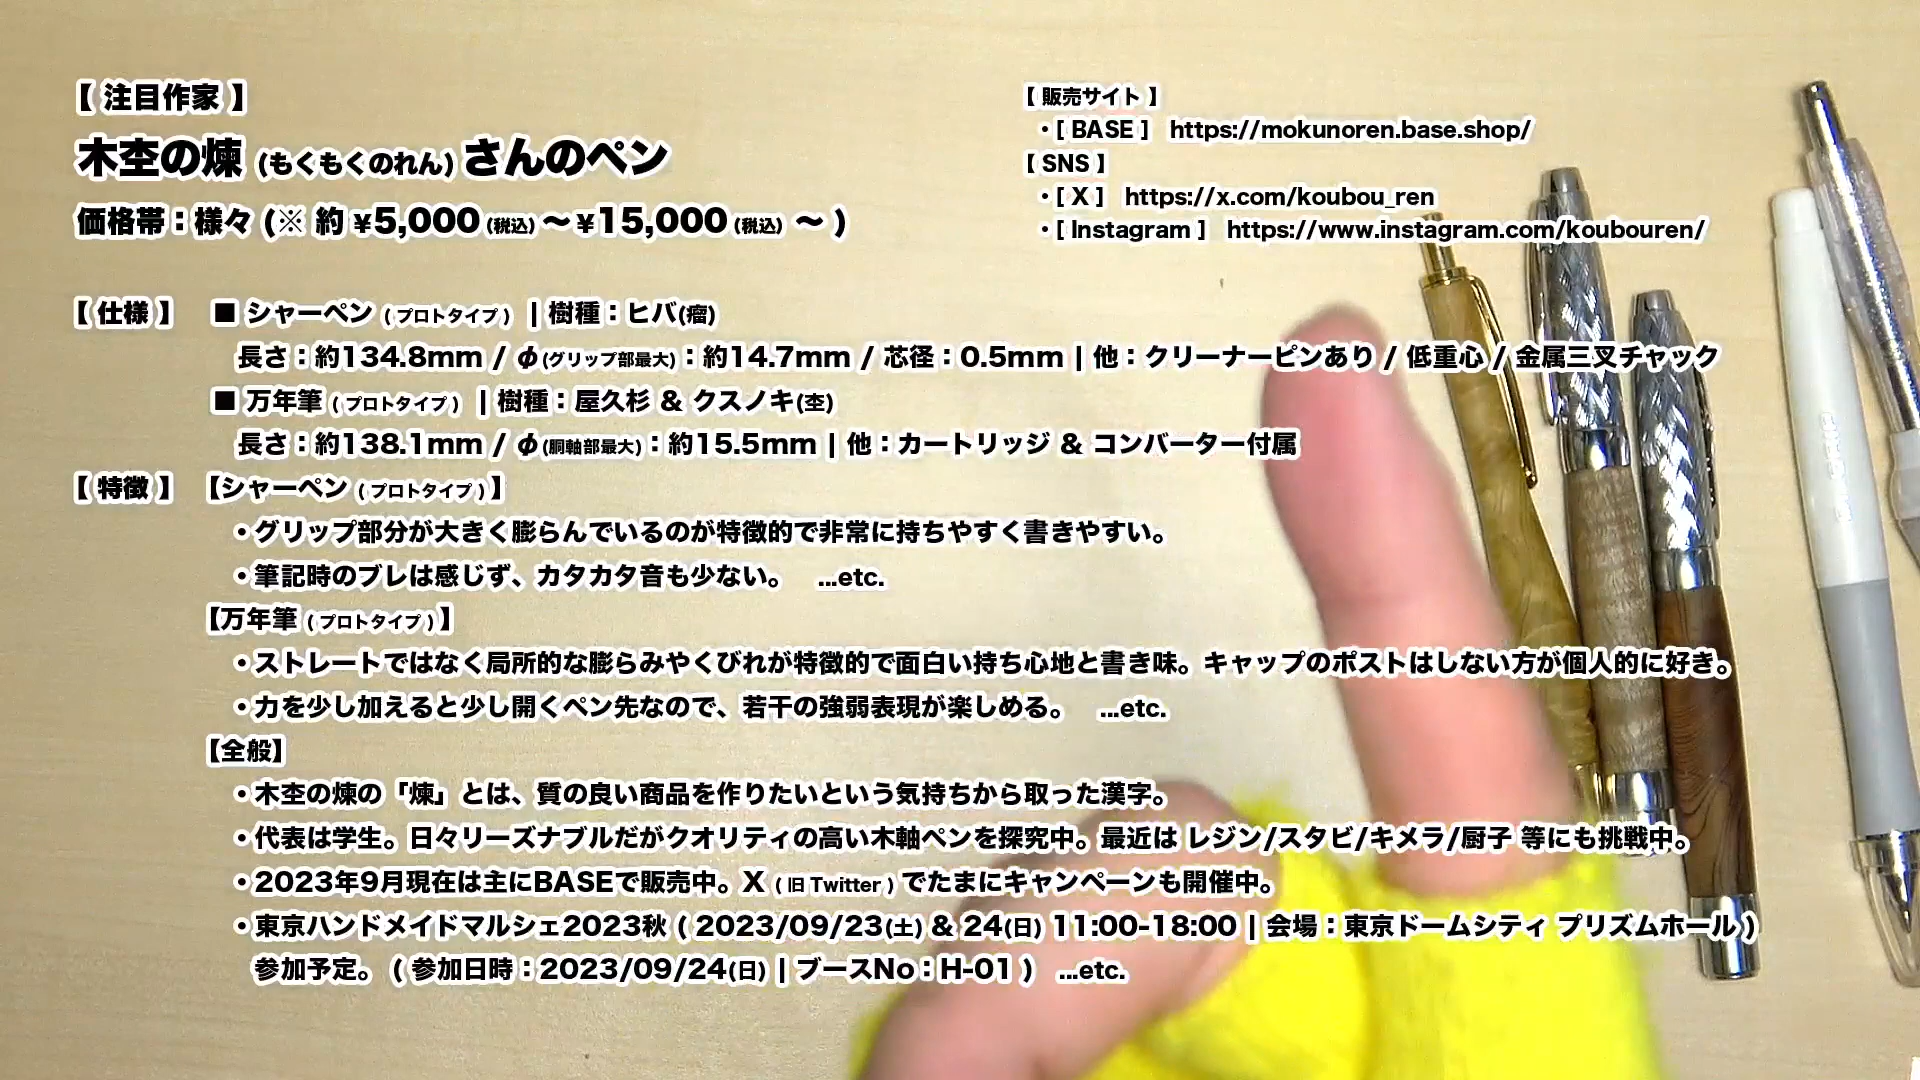 【 注目作家 】
木杢の煉 (もくもくのれん) さんのペン
価格帯：様々 (※ 約 ¥5,000 (税込) 〜 ¥15,000 (税込) 〜 )
【 販売サイト 】
・[ BASE ] https://mokunoren.base.shop/
【 SNS 】
・[ X ] https://x.com/koubou_ren
・[ Instagram ] https://www.instagram.com/koubouren/
【 仕様 】 ■ シャーペン ( プロトタイプ ) | 樹種：ヒバ(瘤)
長さ：約134.8mm / φ(グリップ部最大)：約14.7mm / 芯径：0.5mm | 他：クリーナーピンあり / 低重心 / 金属三叉チャック
■ 万年筆 ( プロトタイプ ) | 樹種：屋久杉 & クスノキ(杢)
長さ：約138.1mm / φ(胴軸部最大)：約15.5mm | 他：カートリッジ & コンバーター付属
【 特徴 】 【シャーペン ( プロトタイプ )】
・グリップ部分が大きく膨らんでいるのが特徴的で非常に持ちやすく書きやすい。
・筆記時のブレは感じず、カタカタ音も少ない。 ...etc.
【万年筆 ( プロトタイプ )】
・ストレートではなく局所的な膨らみやくびれが特徴的で面白い持ち心地と書き味。キャップのポストはしない方が個人的に好き。
・力を少し加えると少し開くペン先なので、若干の強弱表現が楽しめる。 ...etc.
【全般】
・木杢の煉の「煉」とは、質の良い商品を作りたいという気持ちから取った漢字。
・代表は学生。日々リーズナブルだがクオリティの高い木軸ペンを探究中。最近は レジン/スタビ/キメラ/厨子 等にも挑戦中。
・2023年9月現在は主にBASEで販売中。X ( 旧 Twitter ) でたまにキャンペーンも開催中。
・東京ハンドメイドマルシェ2023秋 ( 2023/09/23(土) & 24(日) 11:00-18:00 | 会場：東京ドームシティ プリズムホール )
参加予定。 ( 参加日時：2023/09/24(日) | ブースNo：H-01 ) ...etc.